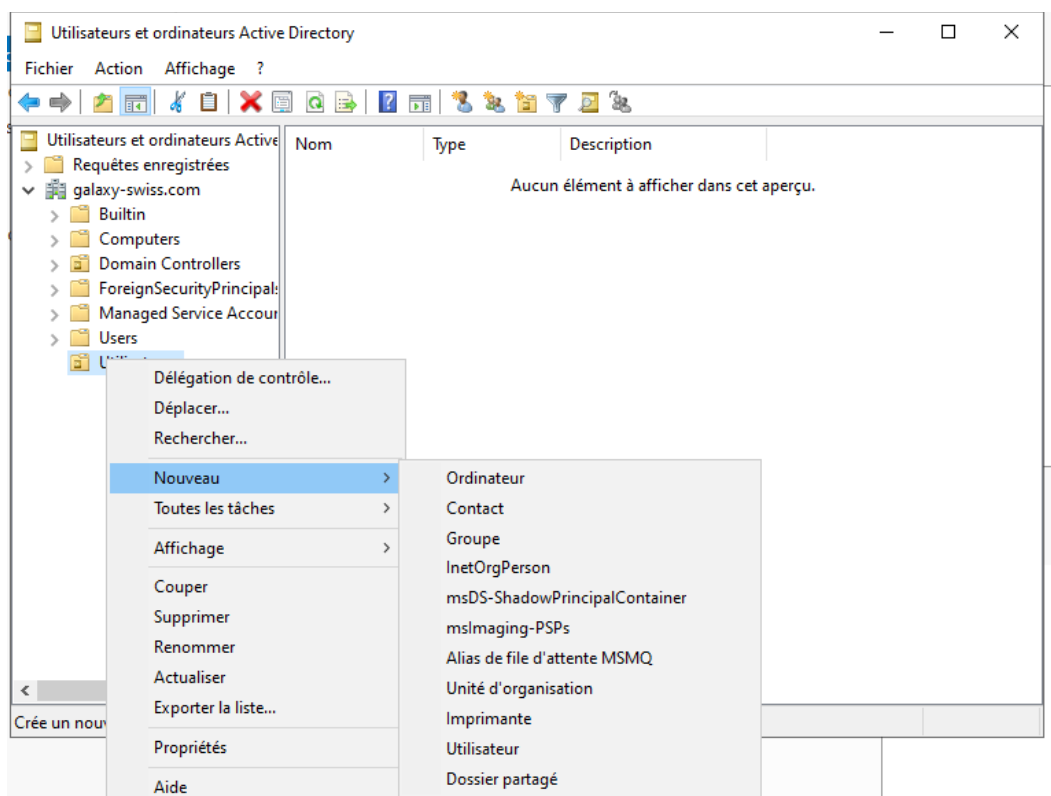 Utilisateurs et ordinateurs Active Directory
Fichier Action Affichage ?
Utilisateurs et ordinateurs Active
Nom Type Description
Requêtes enregistrées
Aucun élément à afficher dans cet aperçu.
galaxy-swiss.com
Builtin
Computers
Domain Controllers
ForeignSecurityPrincipals
Managed Service Accour
Users
Délégation de contrôle...
Déplacer...
Rechercher...
Nouveau
Toutes les tâches
Affichage
Couper
Supprimer
Renommer
Actualiser
Exporter la liste...
Propriétés
Aide
Ordinateur
Contact
Groupe
InetOrgPerson
msDS-ShadowPrincipalContainer
msImaging-PSPs
Alias de file d'attente MSMQ
Unité d'organisation
Imprimante
Utilisateur
Dossier partagé
Crée un nou